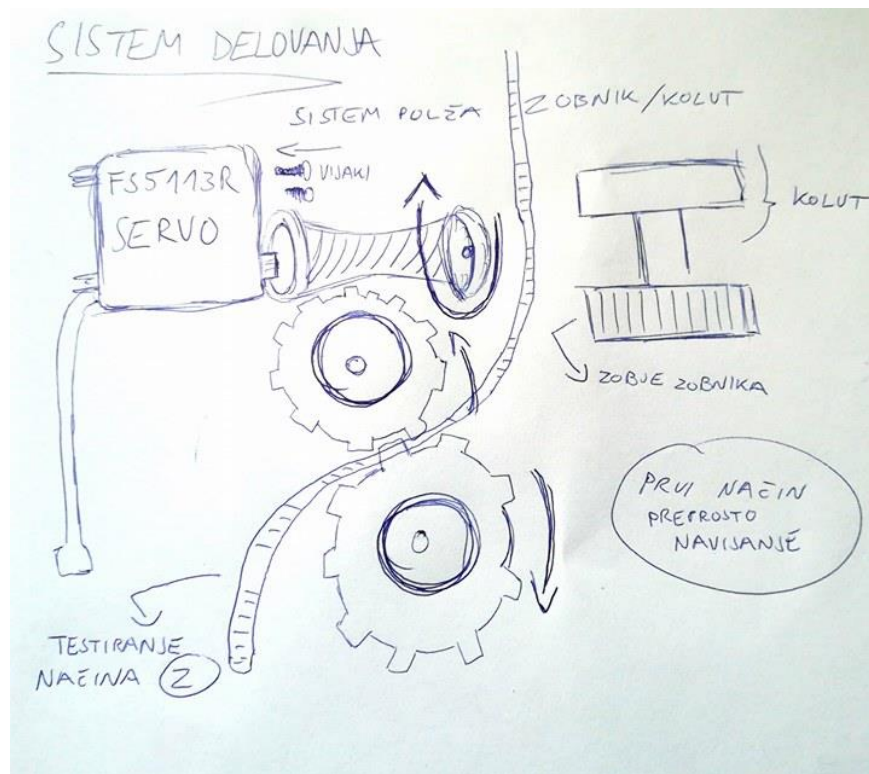 SISTEM DELOVANJA
ZOBNIK/KOLUT
SISTEM POLŽA
VIJAKI
FS5113R
SERVO
KOLUT
ZOBJE ZOBNIKA
PRVI NAČIN
PREPROSTO
NAVIJANJE
TESTIRANJE
NAČINA 2